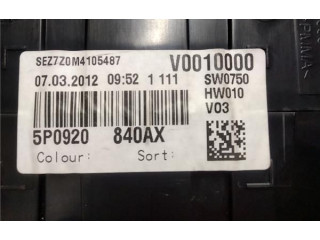 SEZ7Z0M4105487 V0010000
07.03.2012 09:52 1 111 SW0750
HW010
V03
5P0920 840AX
Colour: Sort: